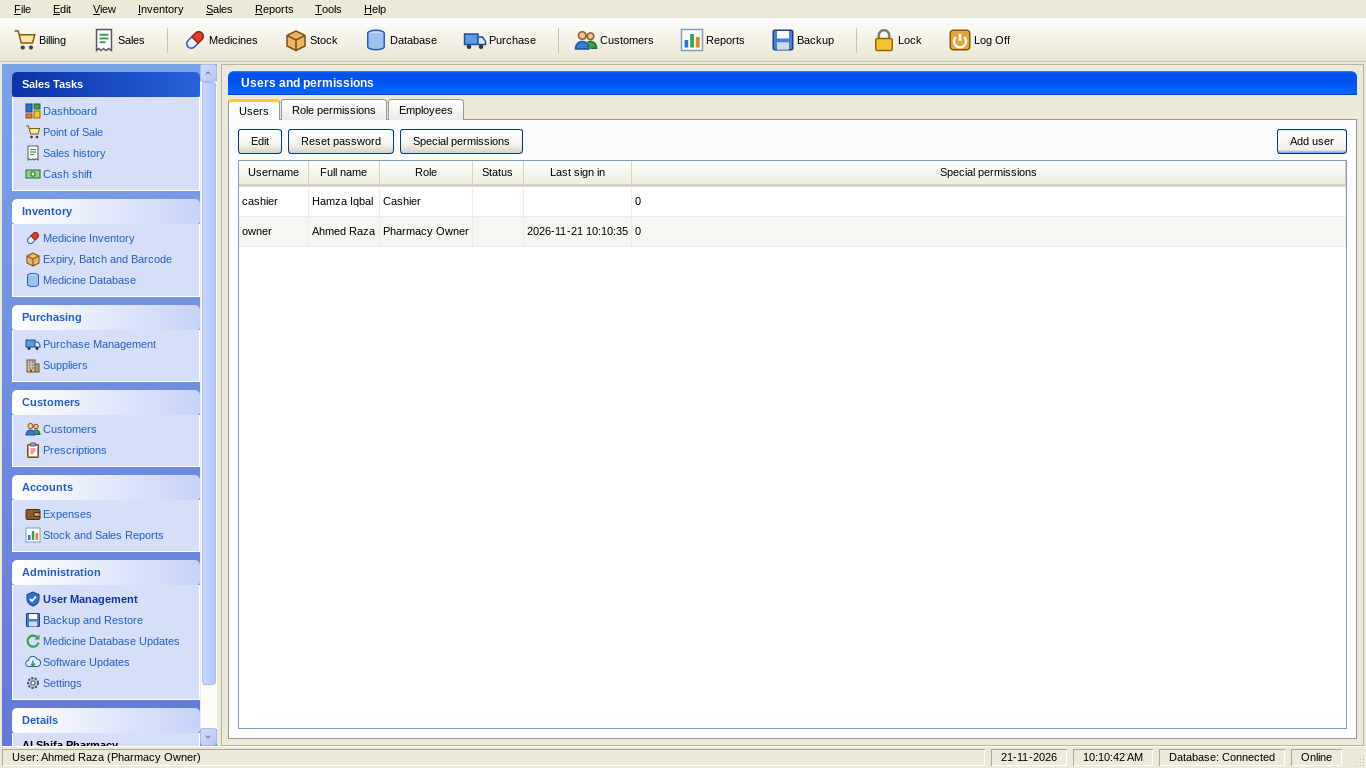 File Edit View Inventory Sales Reports Tools Help
Billing Sales Medicines Stock Database Purchase Customers Reports Backup Lock Log Off
Sales Tasks
Dashboard
Point of Sale
Sales history
Cash shift
Inventory
Medicine Inventory
Expiry, Batch and Barcode
Medicine Database
Purchasing
Purchase Management
Suppliers
Customers
Customers
Prescriptions
Accounts
Expenses
Stock and Sales Reports
Administration
User Management
Backup and Restore
Medicine Database Updates
Software Updates
Settings
Details
Al Shifa Pharmacy
Users and permissions
Users Role permissions Employees
Edit Reset password Special permissions Add user
Username Full name Role Status Last sign in Special permissions
cashier Hamza Iqbal Cashier 0
owner Ahmed Raza Pharmacy Owner 2026-11-21 10:10:35 0
User: Ahmed Raza (Pharmacy Owner) 21-11-2026 10:10:42 AM Database: Connected Online